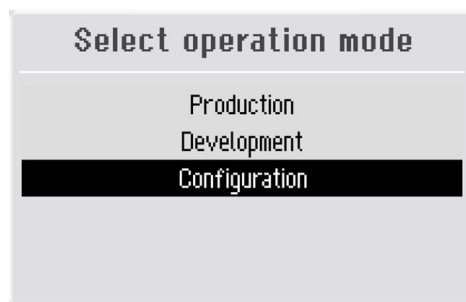 Select operation mode
Production
Development
Configuration